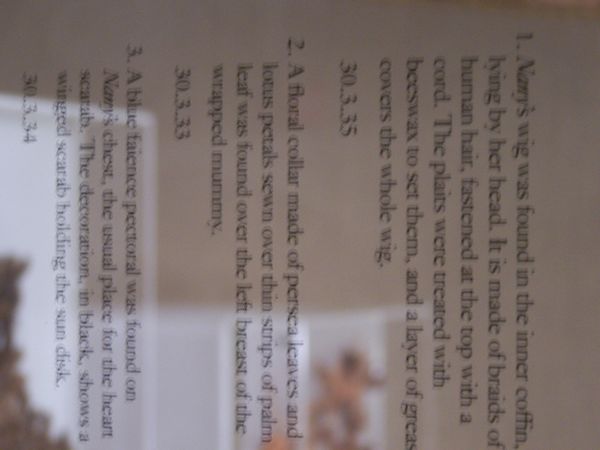 1. Nany's wig was found in the inner coffin,
lying by her head. It is made of braids of
human hair, fastened at the top with a
cord. The plaits were treated with
beeswax to set them, and a layer of greas
covers the whole wig.
30.3.35
2. A floral collar made of persea leaves and
lotus petals sewn over thin strips of palm
leaf was found over the left breast of the
wrapped mummy.
30.3.33
3. A blue faience pectoral was found on
Nany's chest, the usual place for the heart
scarab. The decoration, in black, shows a
winged scarab holding the sun disk.
30.3.34